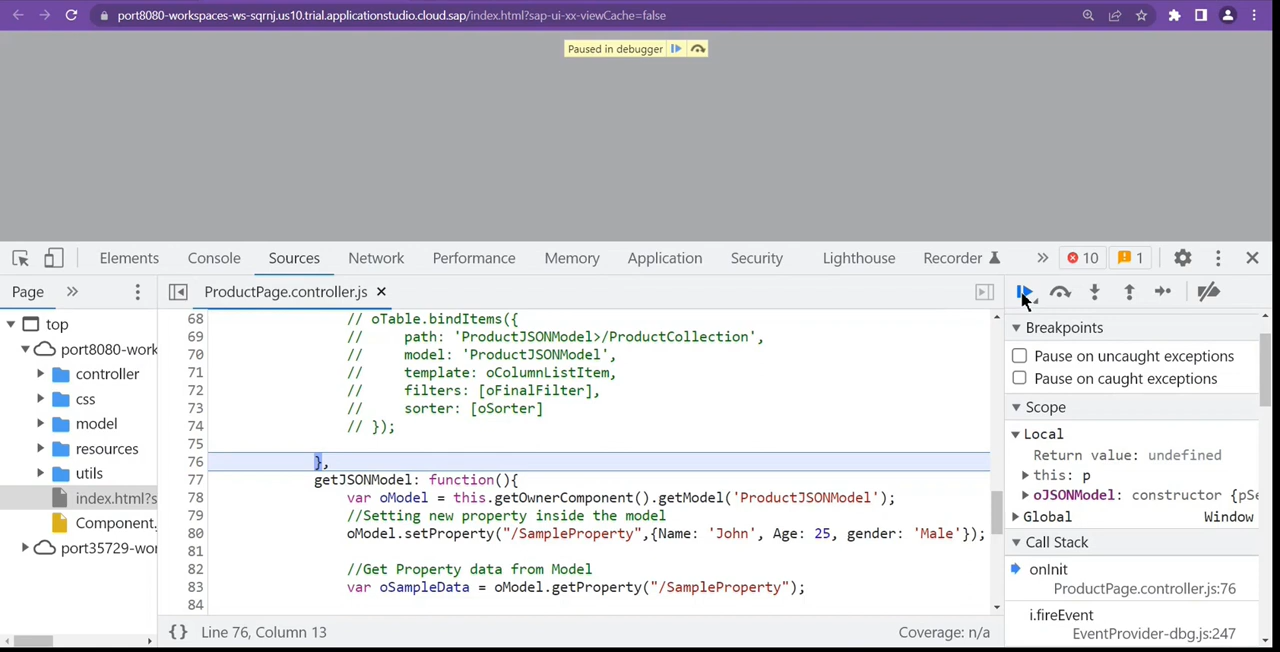 port8080-workspaces-ws-sqrnj.us10.trial.applicationstudio.cloud.sap/index.html?sap-ui-xx-viewCache=false
Paused in debugger
Elements Console Sources Network Performance Memory Application Security Lighthouse Recorder » 10 1
Page » ProductPage.controller.js
top
port8080-work
controller
css
model
resources
utils
index.html?s
Component.
port35729-wor
68 // oTable.bindItems({
69 // path: 'ProductJSONModel>/ProductCollection',
70 // model: 'ProductJSONModel',
71 // template: oColumnListItem,
72 // filters: [oFinalFilter],
73 // sorter: [oSorter]
74 // });
75
76 },
77 getJSONModel: function(){
78 var oModel = this.getOwnerComponent().getModel('ProductJSONModel');
79 //Setting new property inside the model
80 oModel.setProperty("/SampleProperty",{Name: 'John', Age: 25, gender: 'Male'});
81
82 //Get Property data from Model
83 var oSampleData = oModel.getProperty("/SampleProperty");
84
{} Line 76, Column 13 Coverage: n/a
Breakpoints
Pause on uncaught exceptions
Pause on caught exceptions
Scope
Local
Return value: undefined
this: p
oJSONModel: constructor {pSe
Global Window
Call Stack
onInit
ProductPage.controller.js:76
i.fireEvent
EventProvider-dbg.js:247